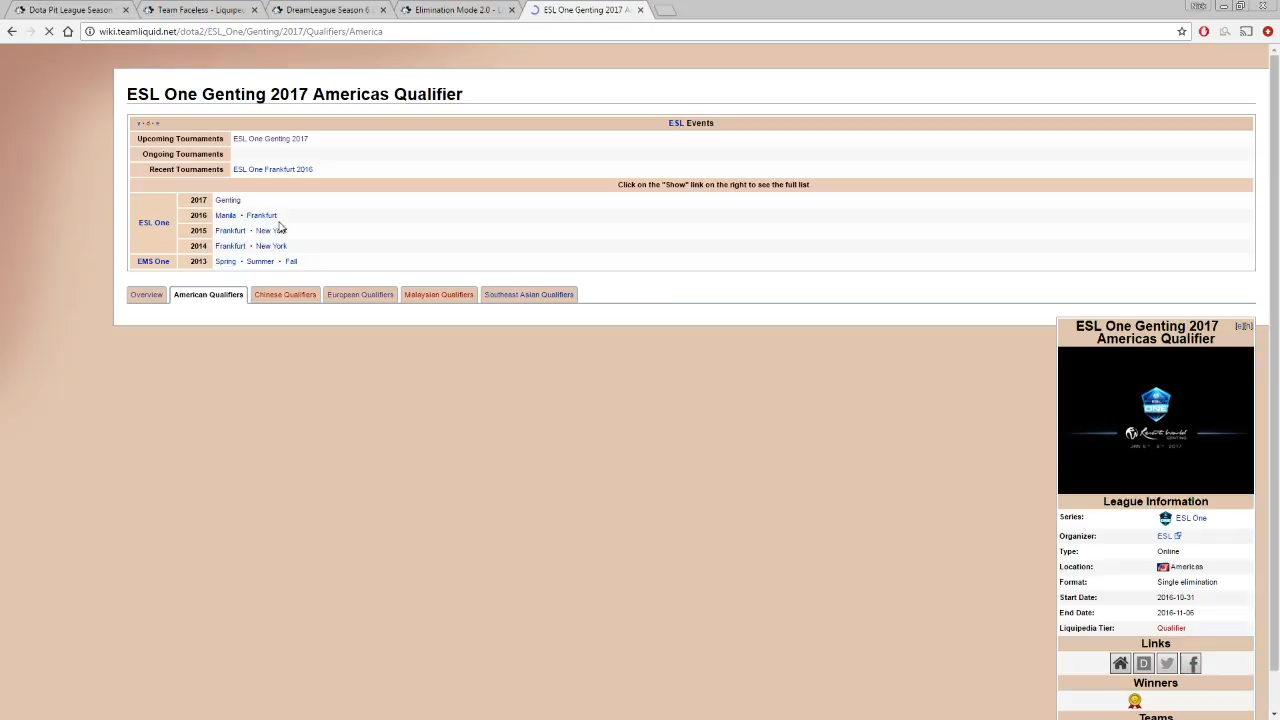 Dota Pit League Season
Team Faceless - Liquipe
DreamLeague Season 6
Elimination Mode 2.0 - L
ESL One Genting 2017 A
wiki.teamliquid.net/dota2/ESL_One/Genting/2017/Qualifiers/America
ESL One Genting 2017 Americas Qualifier
v · d · e
ESL Events
Upcoming Tournaments ESL One Genting 2017
Ongoing Tournaments
Recent Tournaments ESL One Frankfurt 2016
Click on the "Show" link on the right to see the full list
ESL One
2017 Genting
2016 Manila • Frankfurt
2015 Frankfurt • New York
2014 Frankfurt • New York
EMS One 2013 Spring • Summer • Fall
Overview
American Qualifiers
Chinese Qualifiers
European Qualifiers
Malaysian Qualifiers
Southeast Asian Qualifiers
ESL One Genting 2017
Americas Qualifier
[e][h]
ESL
ONE
Resorts World
GENTING
League Information
Series: ESL One
Organizer: ESL
Type: Online
Location: Americas
Format: Single elimination
Start Date: 2016-10-31
End Date: 2016-11-06
Liquipedia Tier: Qualifier
Links
D
f
Winners
Teams